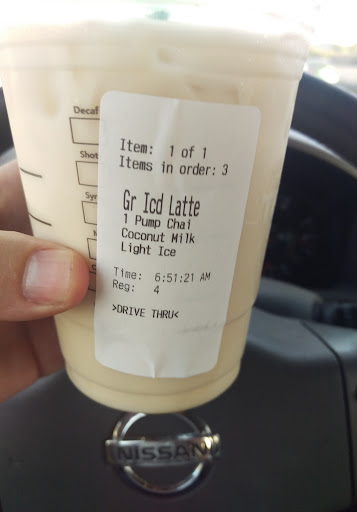 Decaf
Shot
Item: 1 of 1
Items in order: 3
Gr Icd Latte
1 Pump Chai
Coconut Milk
Light Ice
Time: 6:51:21 AM
Reg: 4
>DRIVE THRU<
NISSAN